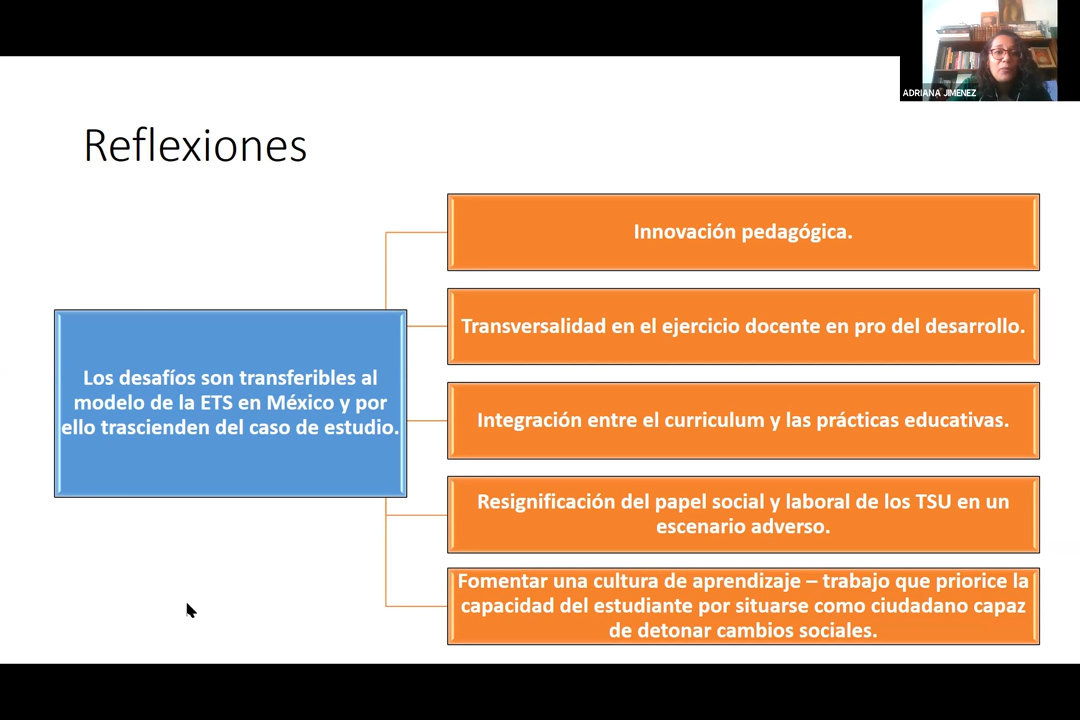 ADRIANA JIMENEZ
Reflexiones
Los desafíos son transferibles al
modelo de la ETS en México y por
ello trascienden del caso de estudio.
Innovación pedagógica.
Transversalidad en el ejercicio docente en pro del desarrollo.
Integración entre el curriculum y las prácticas educativas.
Resignificación del papel social y laboral de los TSU en un
escenario adverso.
Fomentar una cultura de aprendizaje – trabajo que priorice la
capacidad del estudiante por situarse como ciudadano capaz
de detonar cambios sociales.